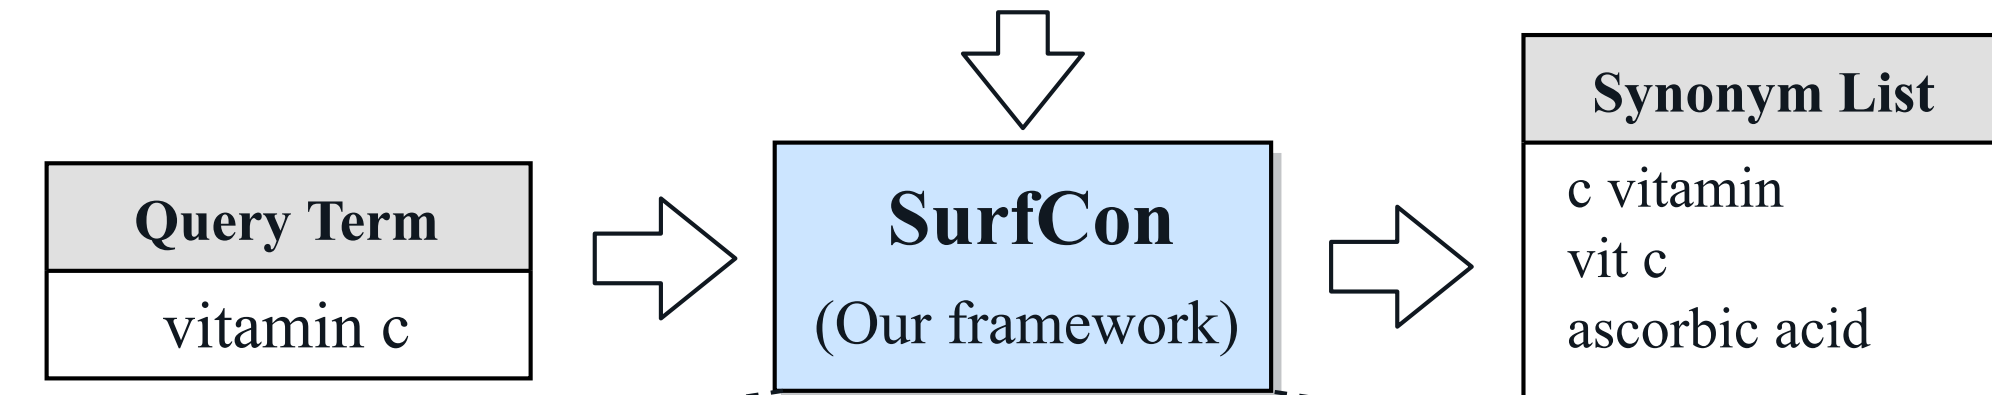 Query Term
vitamin c
SurfCon
(Our framework)
Synonym List
c vitamin
vit c
ascorbic acid